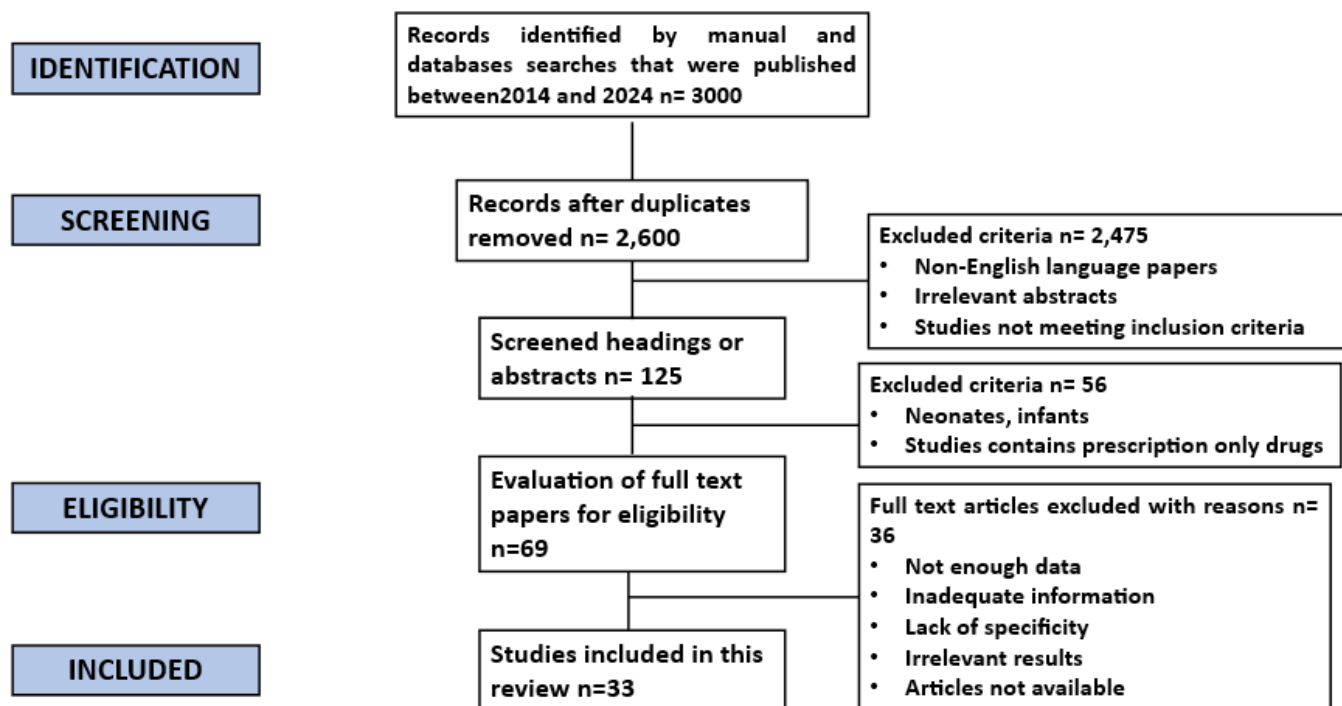 IDENTIFICATION
Records identified by manual and
databases searches that were published
between2014 and 2024 n= 3000
SCREENING
Records after duplicates
removed n= 2,600
Excluded criteria n= 2,475
• Non-English language papers
• Irrelevant abstracts
• Studies not meeting inclusion criteria
Screened headings or
abstracts n= 125
Excluded criteria n= 56
• Neonates, infants
• Studies contains prescription only drugs
ELIGIBILITY
Evaluation of full text
papers for eligibility
n=69
Full text articles excluded with reasons n=
36
• Not enough data
• Inadequate information
• Lack of specificity
• Irrelevant results
• Articles not available
INCLUDED
Studies included in this
review n=33